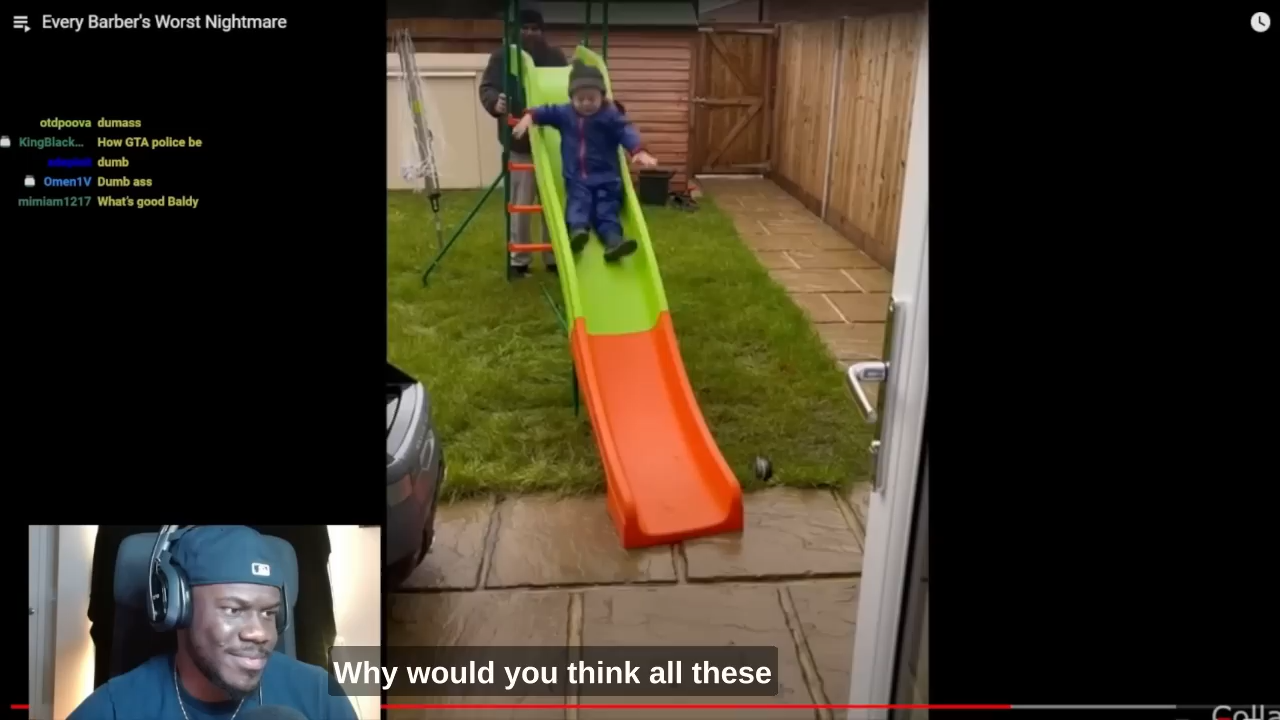 Every Barber's Worst Nightmare
otdpoova dumass
KingBlack... How GTA police be
dumb
Omen1V Dumb ass
mimiam1217 What's good Baldy
Why would you think all these
Colla